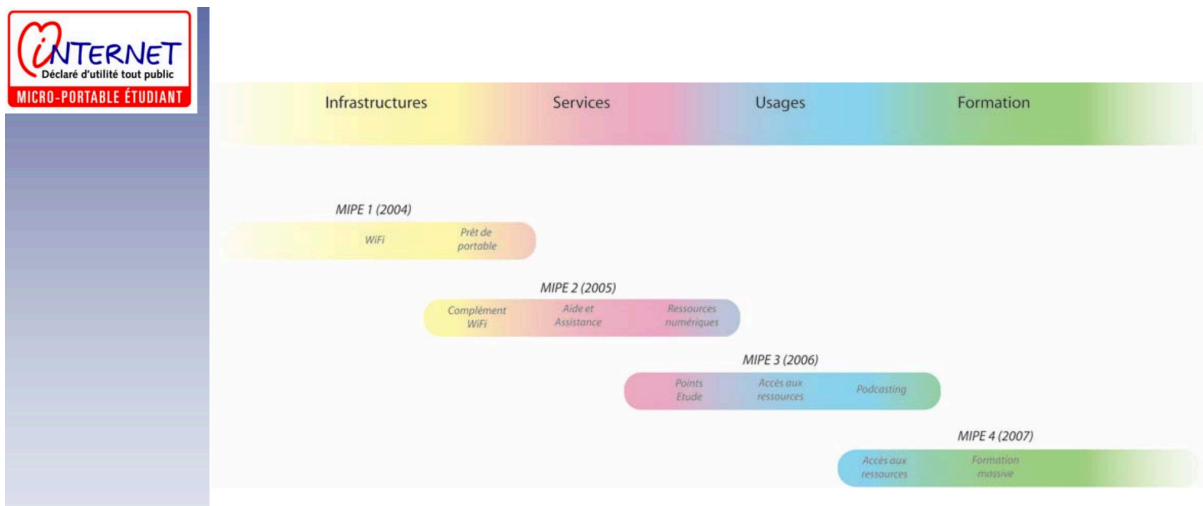 iNTERNET
Déclaré d'utilité tout public
MICRO-PORTABLE ÉTUDIANT
Infrastructures Services Usages Formation
MIPE 1 (2004)
WiFi
Prêt de
portable
MIPE 2 (2005)
Complément
WiFi
Aide et
Assistance
Ressources
numériques
MIPE 3 (2006)
Points
Etude
Accès aux
ressources
Podcasting
MIPE 4 (2007)
Accès aux
ressources
Formation
massive